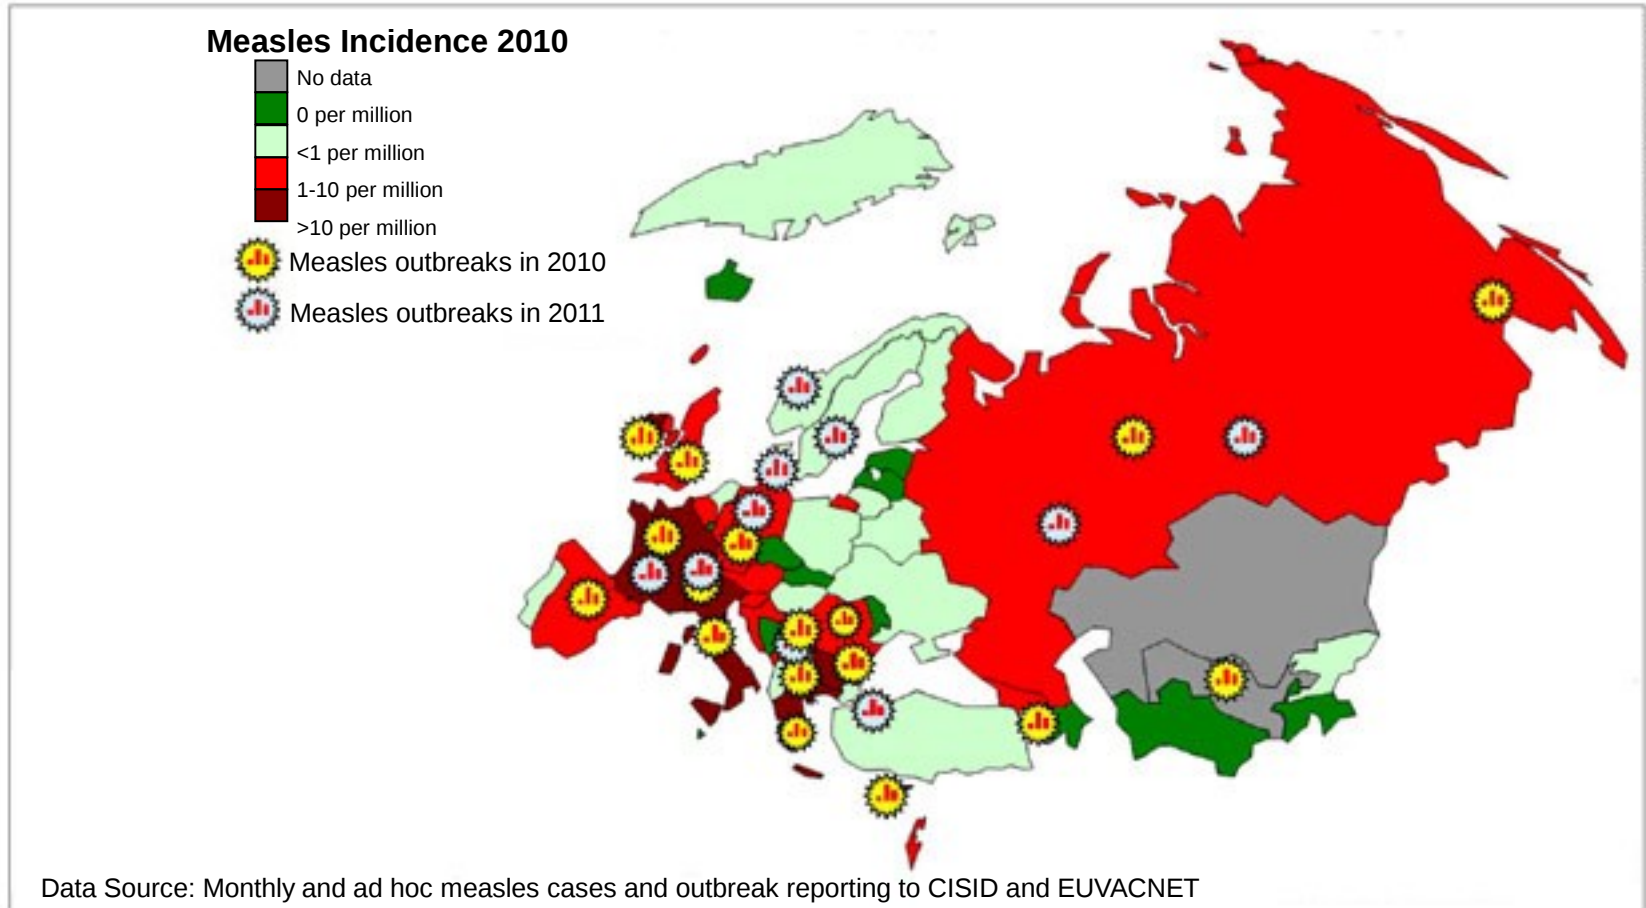 Measles Incidence 2010
No data
0 per million
<1 per million
1-10 per million
>10 per million
Measles outbreaks in 2010
Measles outbreaks in 2011
Data Source: Monthly and ad hoc measles cases and outbreak reporting to CISID and EUVACNET